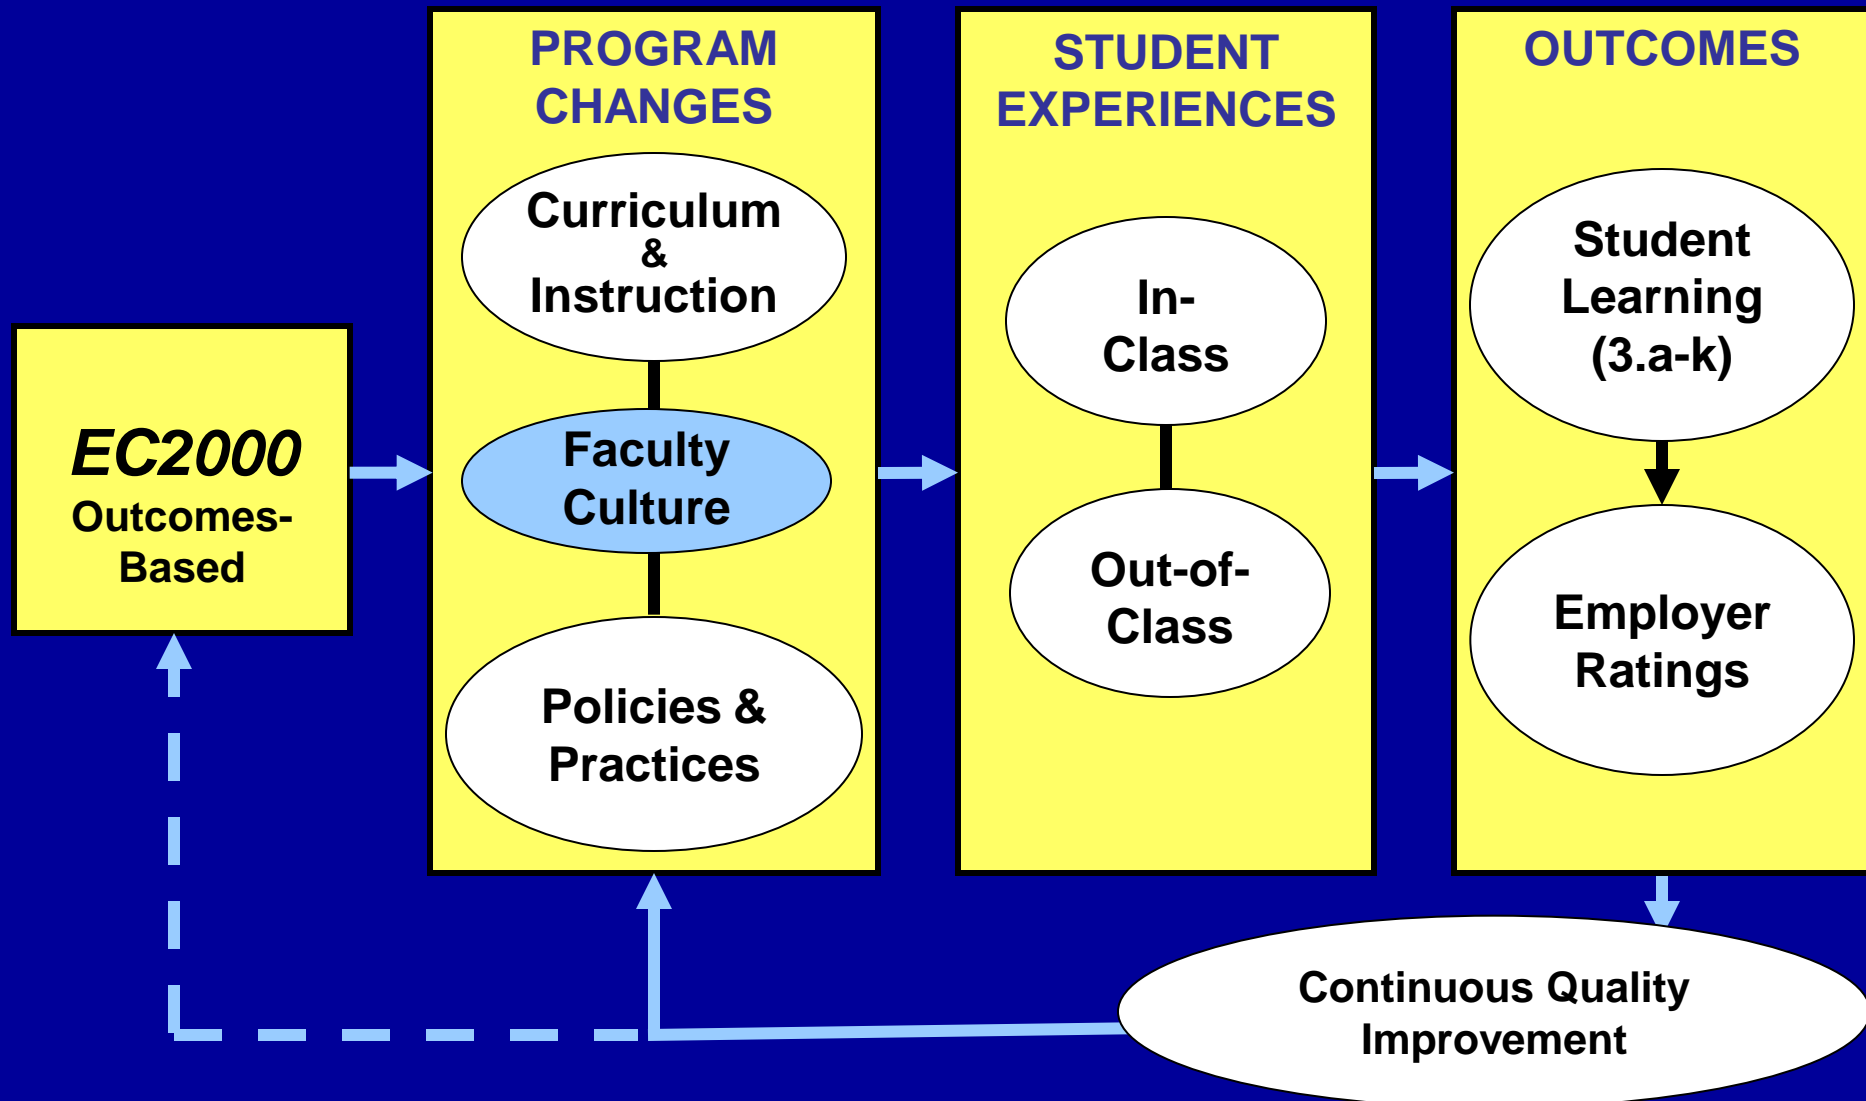 EC2000
Outcomes-
Based
PROGRAM
CHANGES
Curriculum
&
Instruction
Faculty
Culture
Policies &
Practices
STUDENT
EXPERIENCES
In-
Class
Out-of-
Class
OUTCOMES
Student
Learning
(3.a-k)
Employer
Ratings
Continuous Quality
Improvement